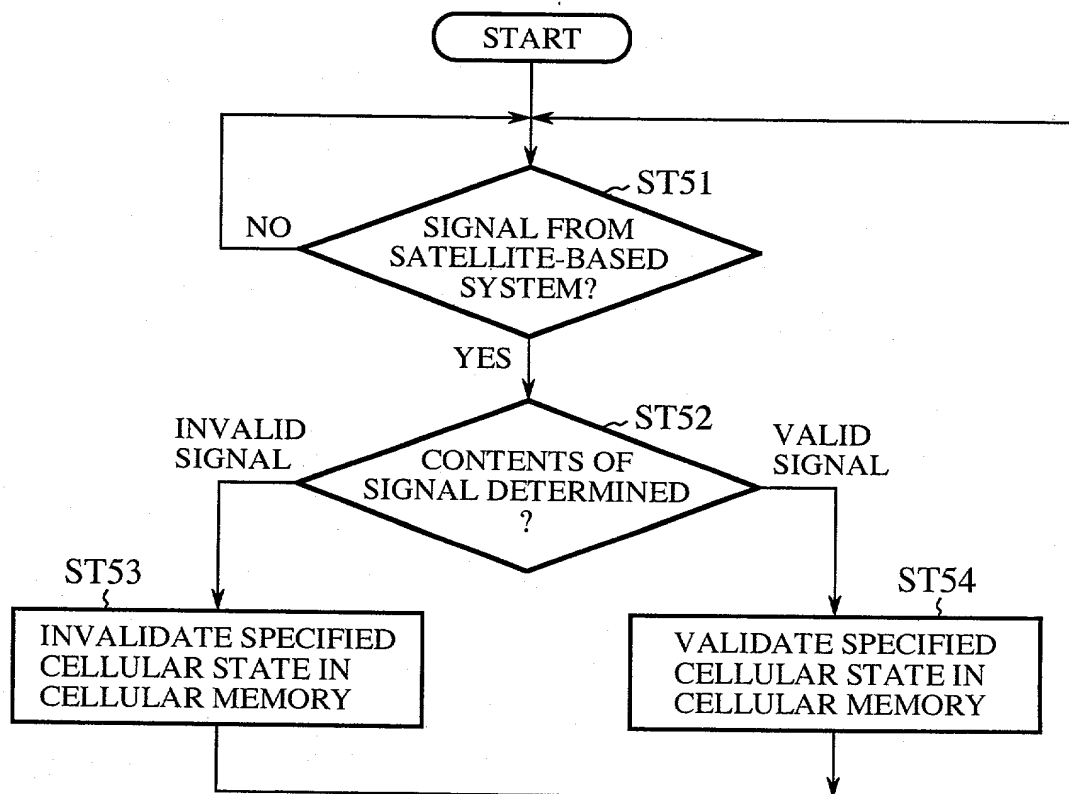 START
ST51
NO
SIGNAL FROM
SATELLITE-BASED
SYSTEM?
YES
ST52
INVALID
SIGNAL
CONTENTS OF
SIGNAL DETERMINED
?
VALID
SIGNAL
ST53
INVALIDATE SPECIFIED
CELLULAR STATE IN
CELLULAR MEMORY
ST54
VALIDATE SPECIFIED
CELLULAR STATE IN
CELLULAR MEMORY